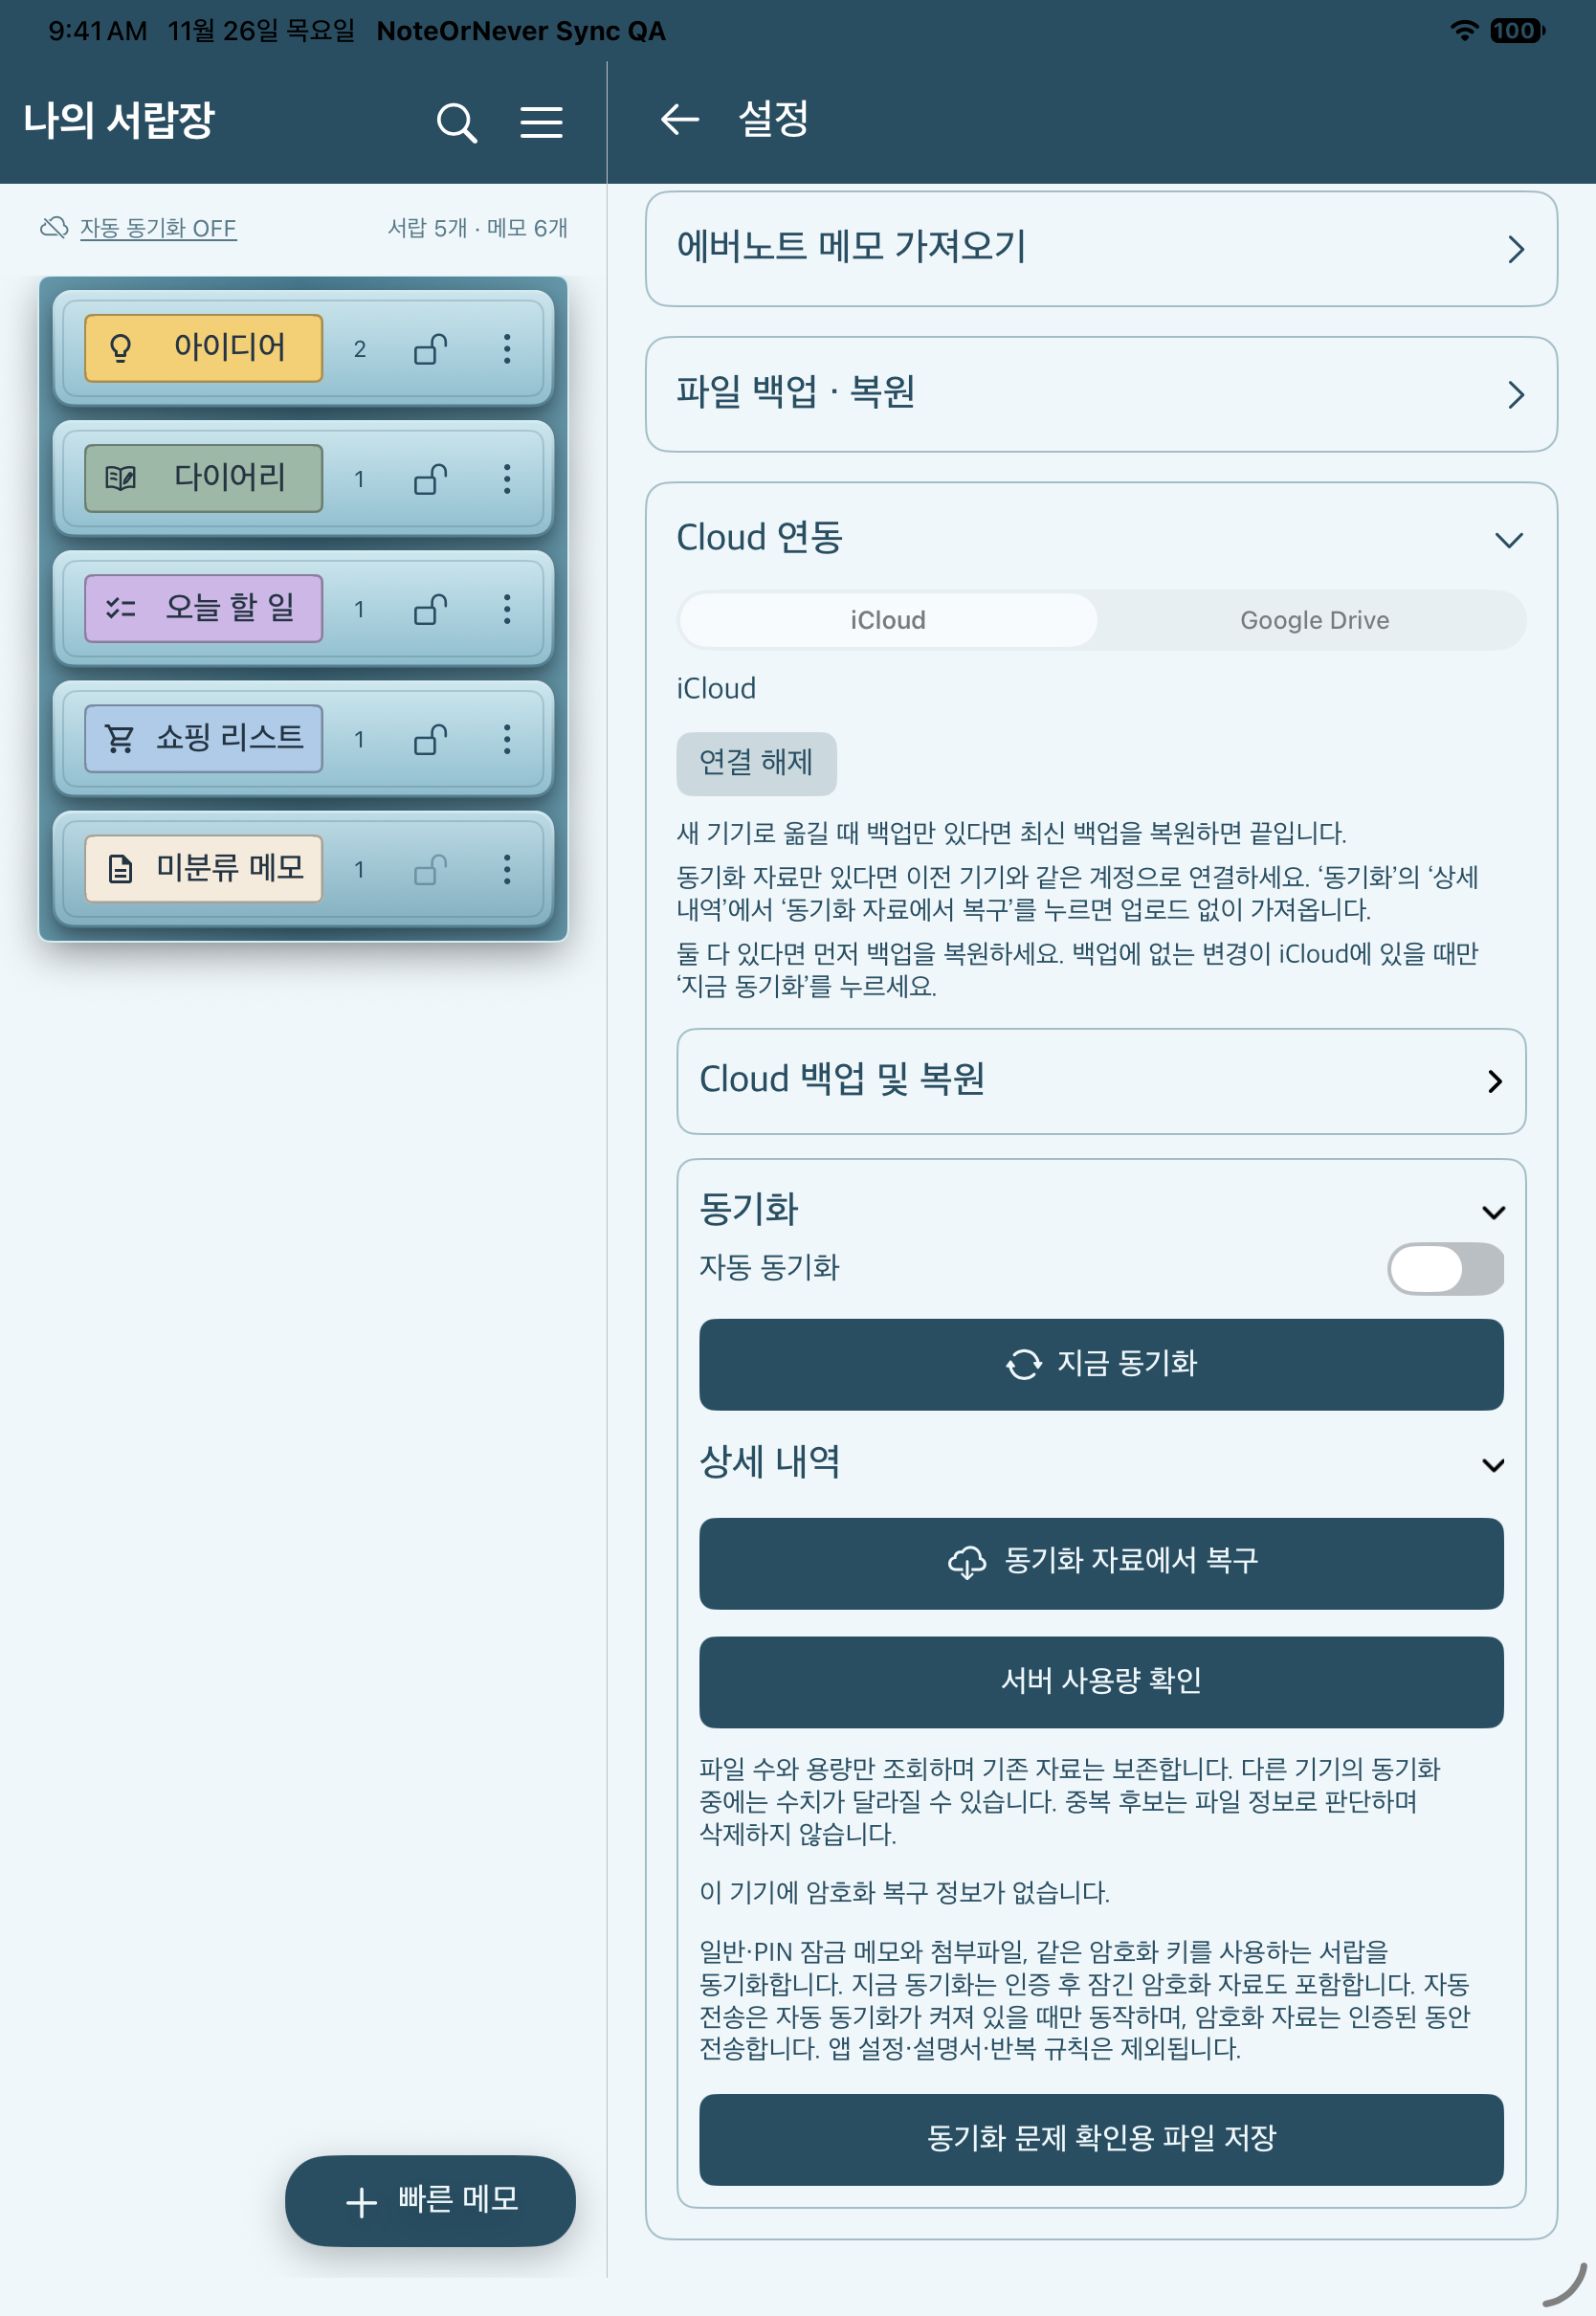 9:41 AM 11월 26일 목요일 NoteOrNever Sync QA
100
나의 서랍장
설정
자동 동기화 OFF
서랍 5개 · 메모 6개
아이디어 2
다이어리 1
오늘 할 일 1
쇼핑 리스트 1
미분류 메모 1
빠른 메모
에버노트 메모 가져오기
파일 백업 · 복원
Cloud 연동
iCloud
Google Drive
iCloud
연결 해제
새 기기로 옮길 때 백업만 있다면 최신 백업을 복원하면 끝입니다.
동기화 자료만 있다면 이전 기기와 같은 계정으로 연결하세요. ‘동기화’의 ‘상세
내역’에서 ‘동기화 자료에서 복구’를 누르면 업로드 없이 가져옵니다.
둘 다 있다면 먼저 백업을 복원하세요. 백업에 없는 변경이 iCloud에 있을 때만
‘지금 동기화’를 누르세요.
Cloud 백업 및 복원
동기화
자동 동기화
지금 동기화
상세 내역
동기화 자료에서 복구
서버 사용량 확인
파일 수와 용량만 조회하며 기존 자료는 보존합니다. 다른 기기의 동기화
중에는 수치가 달라질 수 있습니다. 중복 후보는 파일 정보로 판단하며
삭제하지 않습니다.
이 기기에 암호화 복구 정보가 없습니다.
일반·PIN 잠금 메모와 첨부파일, 같은 암호화 키를 사용하는 서랍을
동기화합니다. 지금 동기화는 인증 후 잠긴 암호화 자료도 포함합니다. 자동
전송은 자동 동기화가 켜져 있을 때만 동작하며, 암호화 자료는 인증된 동안
전송합니다. 앱 설정·설명서·반복 규칙은 제외됩니다.
동기화 문제 확인용 파일 저장